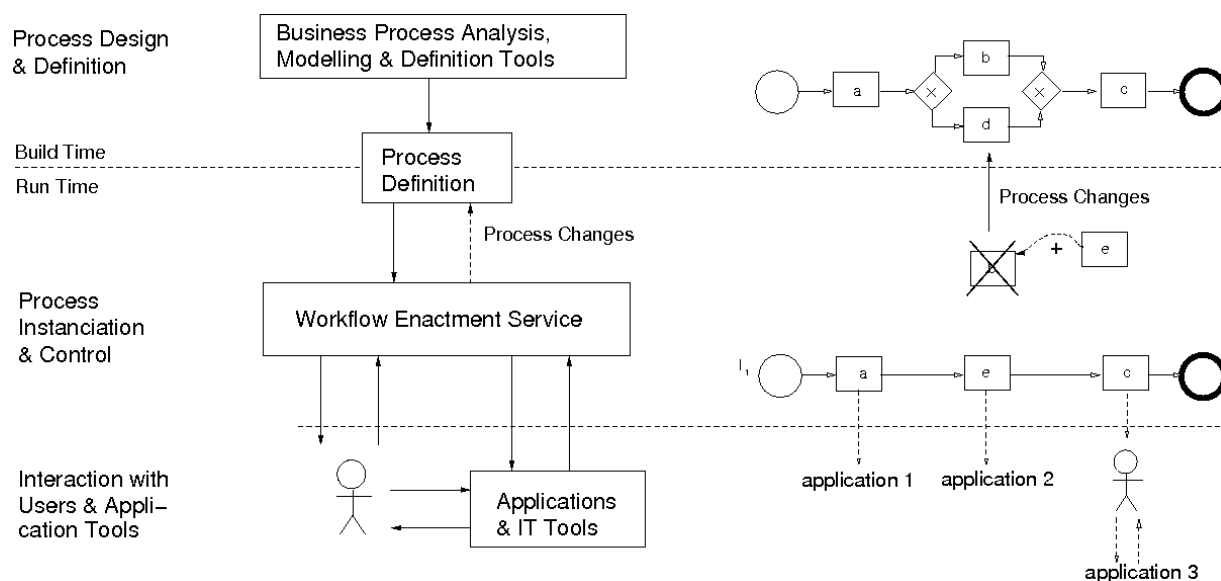 Process Design
& Definition
Business Process Analysis,
Modelling & Definition Tools
b
a
×
×
c
d
Build Time
Run Time
Process
Definition
Process Changes
Process Changes
+
e
Process
Instanciation
& Control
Workflow Enactment Service
I1
a
e
c
Interaction with
Users & Appli-
cation Tools
Applications
& IT Tools
application 1
application 2
application 3